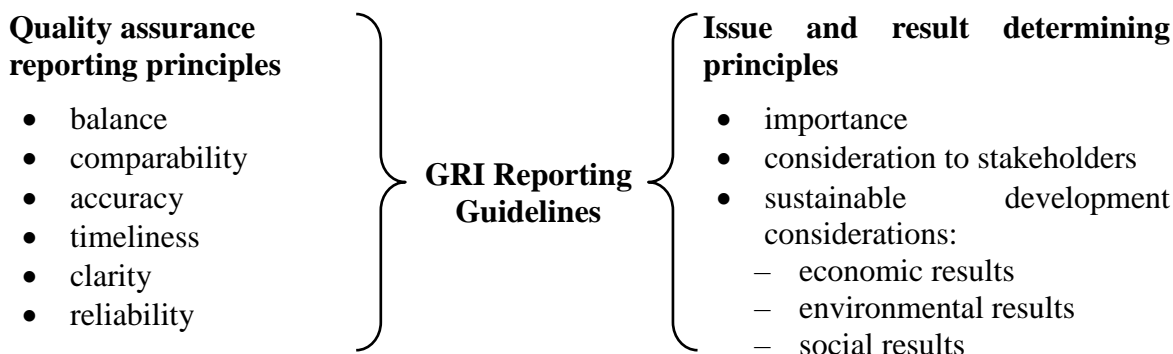 Quality assurance
reporting principles
• balance
• comparability
• accuracy
• timeliness
• clarity
• reliability
GRI Reporting
Guidelines
Issue and result determining
principles
• importance
• consideration to stakeholders
• sustainable development
considerations:
– economic results
– environmental results
– social results